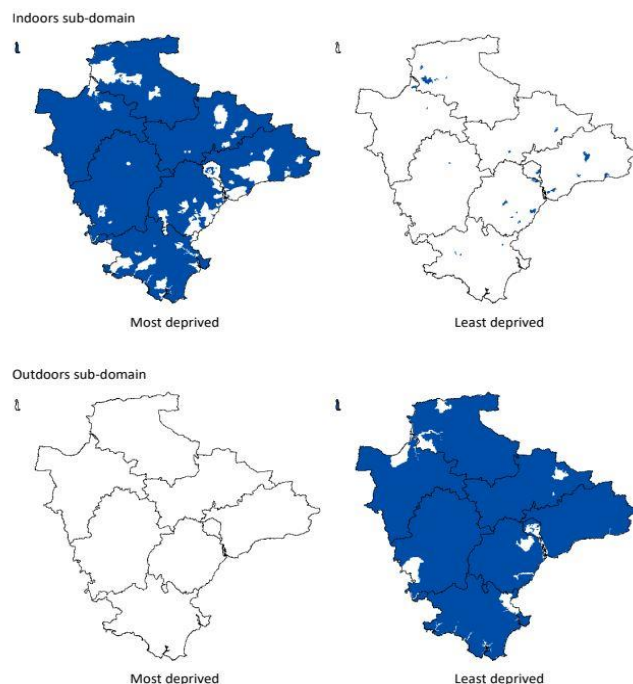 Indoors sub-domain
Most deprived
Least deprived
Outdoors sub-domain
Most deprived
Least deprived